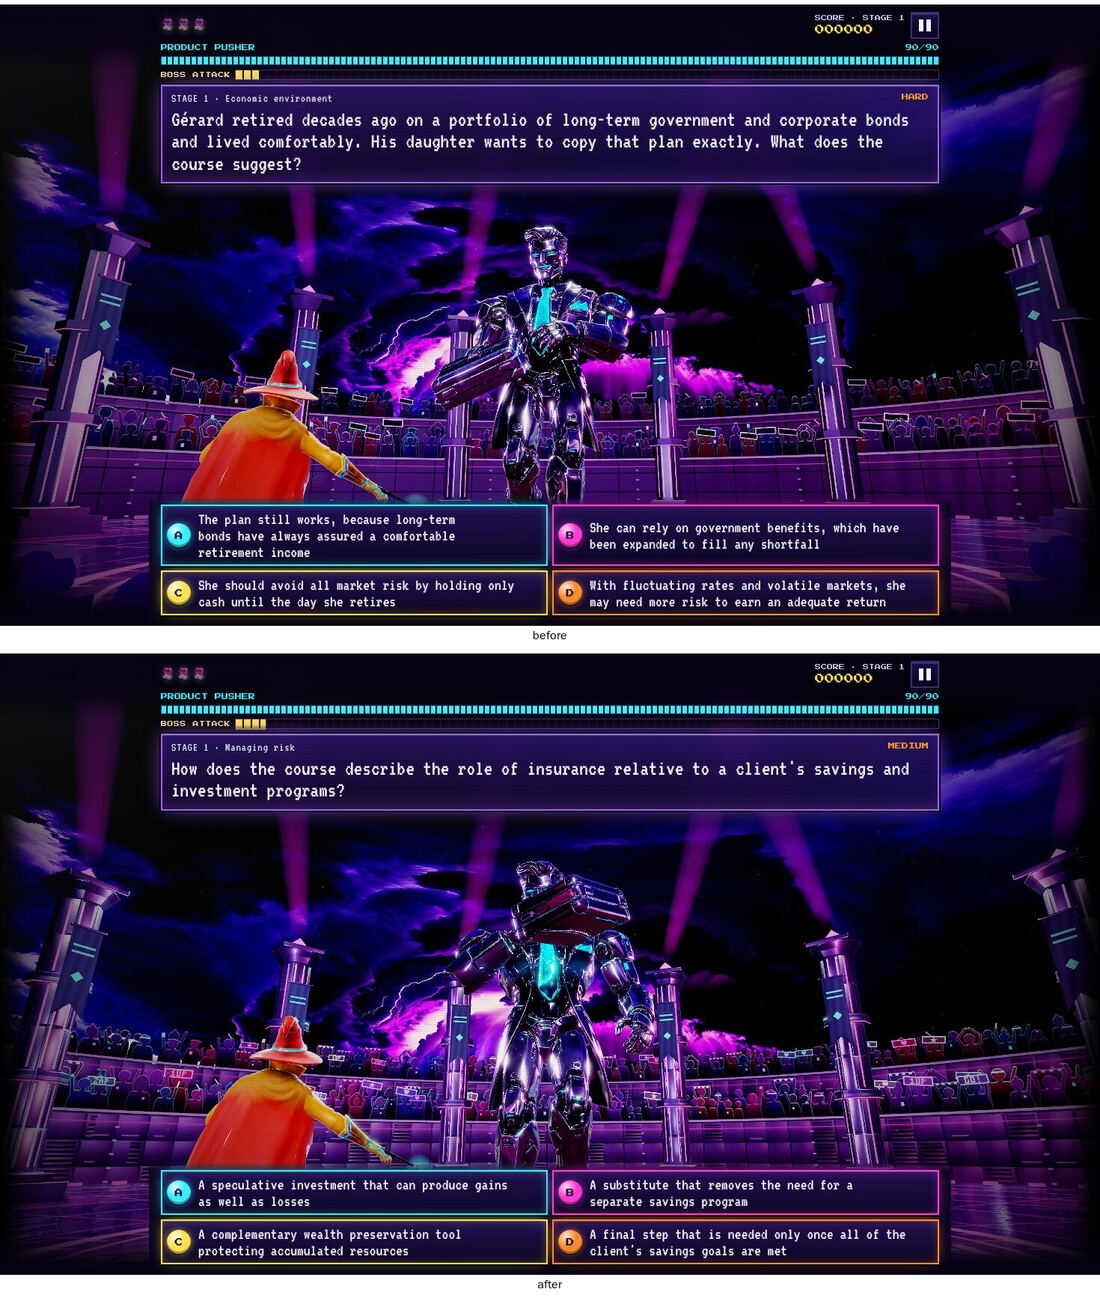 SCORE · STAGE 1
000000
PRODUCT PUSHER
90/90
BOSS ATTACK
STAGE 1 · Economic environment
HARD
Gérard retired decades ago on a portfolio of long-term government and corporate bonds
and lived comfortably. His daughter wants to copy that plan exactly. What does the
course suggest?
A
The plan still works, because long-term
bonds have always assured a comfortable
retirement income
B
She can rely on government benefits, which have
been expanded to fill any shortfall
C
She should avoid all market risk by holding only
cash until the day she retires
D
With fluctuating rates and volatile markets, she
may need more risk to earn an adequate return
before
SCORE · STAGE 1
000000
PRODUCT PUSHER
90/90
BOSS ATTACK
STAGE 1 · Managing risk
MEDIUM
How does the course describe the role of insurance relative to a client's savings and
investment programs?
1UP
1UP
A
A speculative investment that can produce gains
as well as losses
B
A substitute that removes the need for a
separate savings program
C
A complementary wealth preservation tool
protecting accumulated resources
D
A final step that is needed only once all of the
client's savings goals are met
after